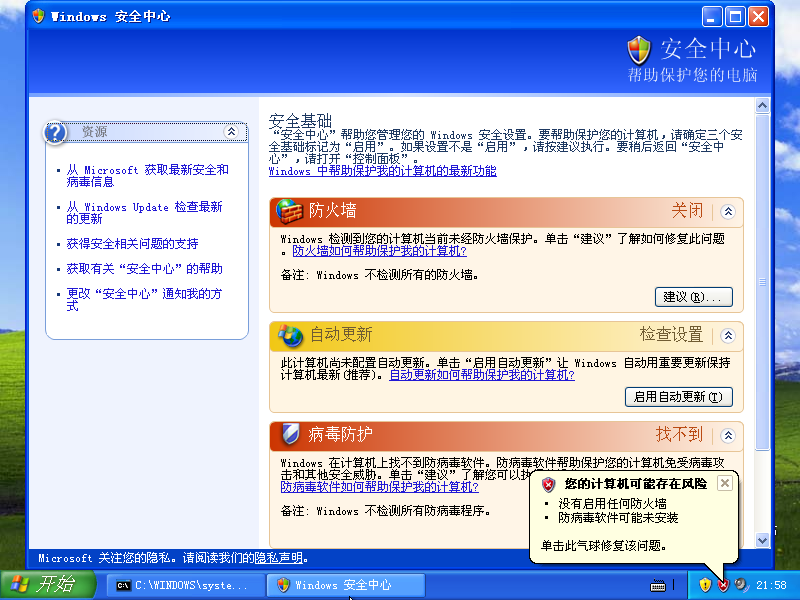 Windows 安全中心
安全中心
帮助保护您的电脑
资源
从 Microsoft 获取最新安全和
病毒信息
从 Windows Update 检查最新
的更新
获得安全相关问题的支持
获取有关“安全中心”的帮助
更改“安全中心”通知我的方
式
安全基础
“安全中心”帮助您管理您的 Windows 安全设置。要帮助保护您的计算机，请确定三个安
全基础标记为“启用”。如果设置不是“启用”，请按建议执行。要稍后返回“安全中
心”，请打开“控制面板”。
Windows 中帮助保护我的计算机的最新功能
防火墙 关闭
Windows 检测到您的计算机当前未经防火墙保护。单击“建议”了解如何修复此问题
。防火墙如何帮助保护我的计算机?
备注: Windows 不检测所有的防火墙。
建议(R)...
自动更新 检查设置
此计算机尚未配置自动更新。单击“启用自动更新”让 Windows 自动用重要更新保持
计算机最新(推荐)。自动更新如何帮助保护我的计算机?
启用自动更新(T)
病毒防护 找不到
Windows 在计算机上找不到防病毒软件。防病毒软件帮助保护您的计算机免受病毒攻
击和其他安全威胁。单击“建议”了解您可以执
防病毒软件如何帮助保护我的计算机?
备注: Windows 不检测所有防病毒程序。
您的计算机可能存在风险
没有启用任何防火墙
防病毒软件可能未安装
单击此气球修复该问题。
Microsoft 关注您的隐私。请阅读我们的隐私声明。
开始
C:\WINDOWS\syste...
Windows 安全中心
21:58